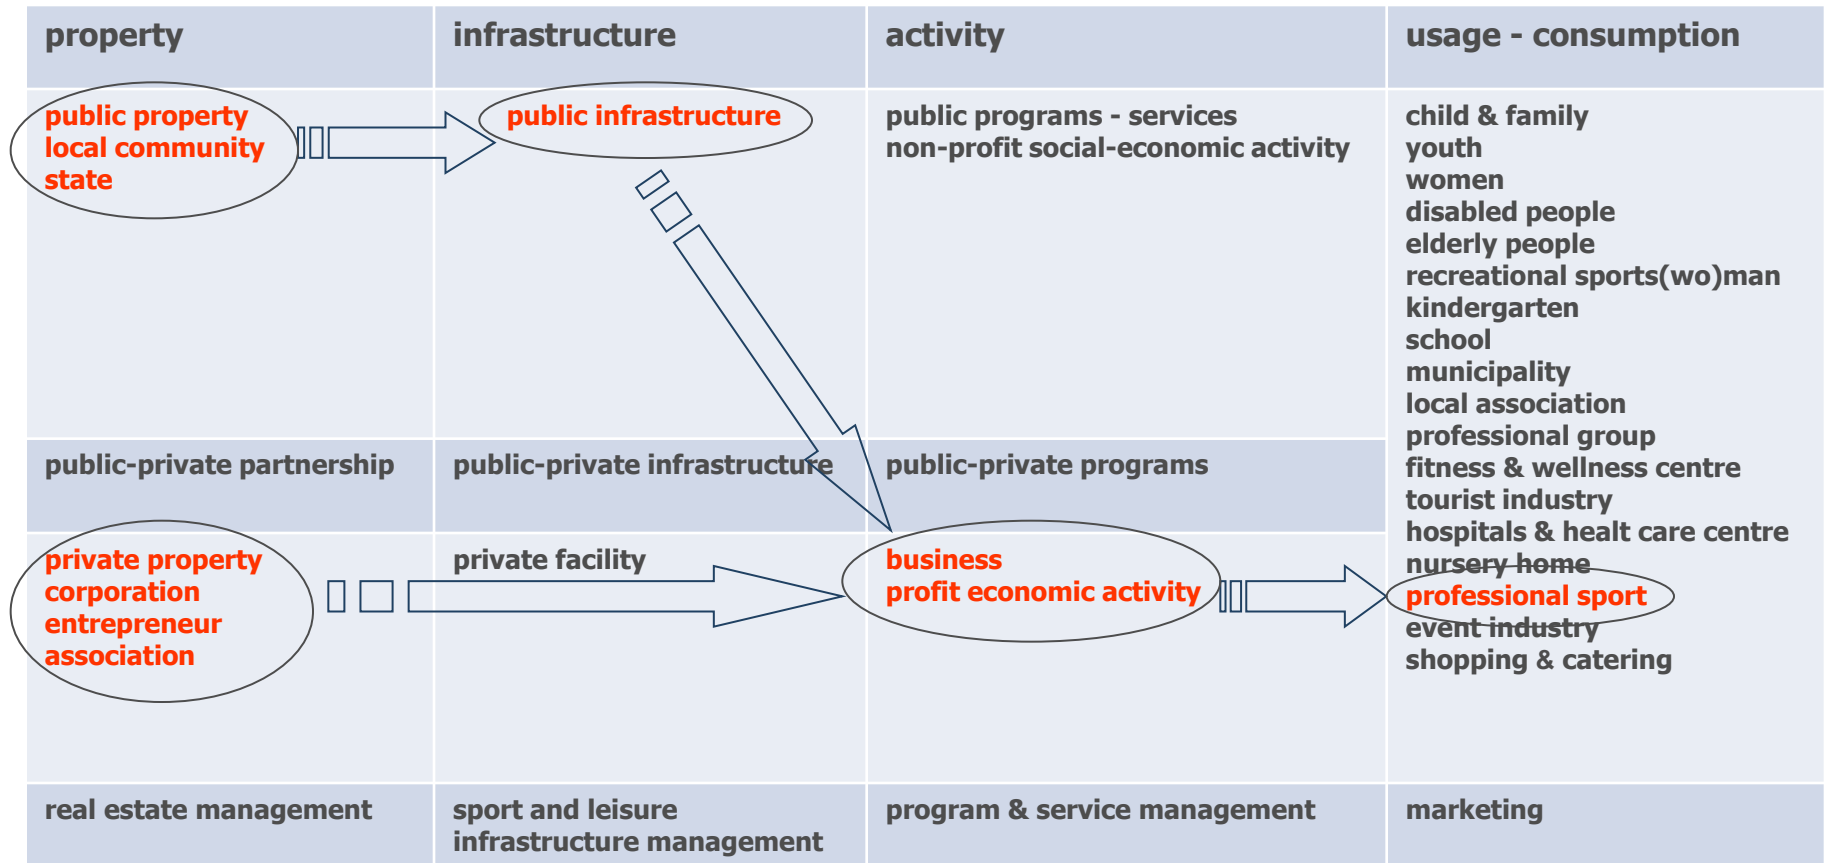 property
infrastructure
activity
usage - consumption
public property
local community
state
public infrastructure
public programs - services
non-profit social-economic activity
child & family
youth
women
disabled people
elderly people
recreational sports(wo)man
kindergarten
school
municipality
local association
professional group
fitness & wellness centre
tourist industry
hospitals & healt care centre
nursery home
professional sport
event industry
shopping & catering
public-private partnership
public-private infrastructure
public-private programs
private property
corporation
entrepreneur
association
private facility
business
profit economic activity
real estate management
sport and leisure
infrastructure management
program & service management
marketing